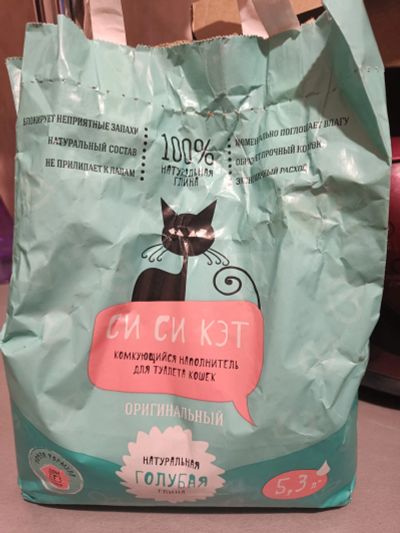 БЛОКИРУЕТ НЕПРИЯТНЫЕ ЗАПАХИ
НАТУРАЛЬНЫЙ СОСТАВ
НЕ ПРИЛИПАЕТ К ЛАПАМ
100%
НАТУРАЛЬНАЯ
ГЛИНА
МОМЕНТАЛЬНО ПОГЛОЩАЕТ ВЛАГУ
ОБРАЗУЕТ ПРОЧНЫЙ КОМОК
ЭКОНОМИЧНЫЙ РАСХОД
СИ СИ КЭТ
КОМКУЮЩИЙСЯ НАПОЛНИТЕЛЬ
ДЛЯ ТУАЛЕТА КОШЕК
ОРИГИНАЛЬНЫЙ
НАТУРАЛЬНАЯ
ГОЛУБАЯ
ГЛИНА
5,3 л